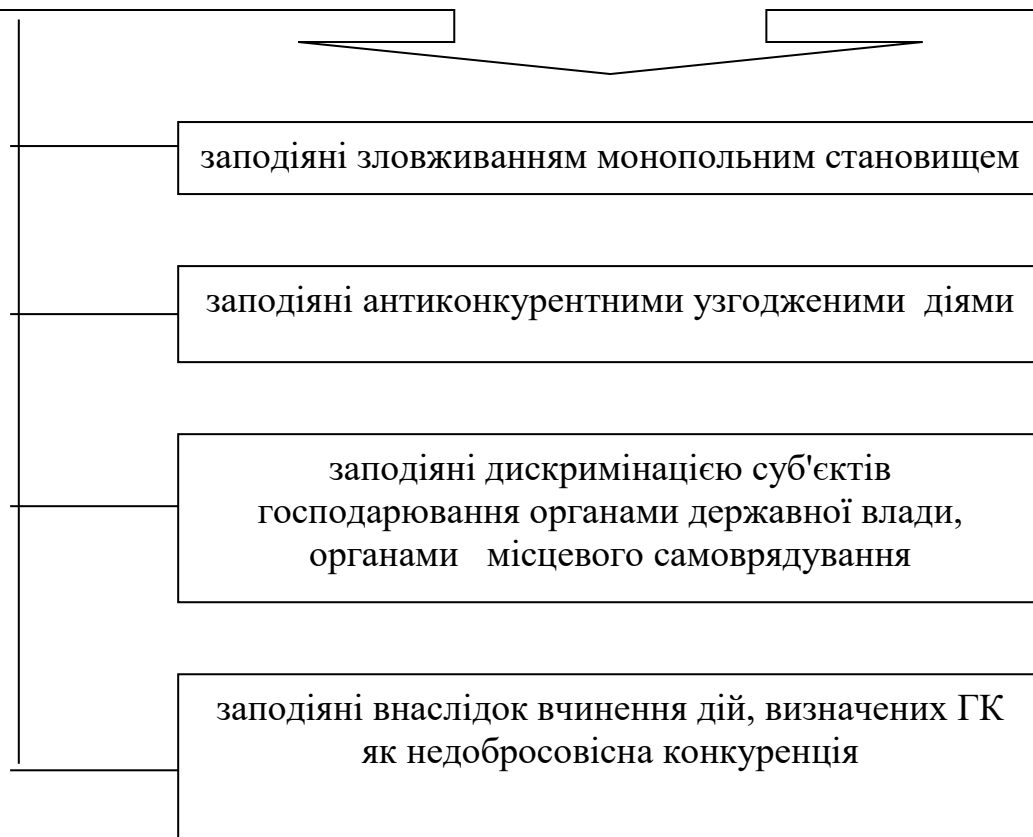 заподіяні зловживанням монопольним становищем
заподіяні антиконкурентними узгодженими діями
заподіяні дискримінацією суб'єктів
господарювання органами державної влади,
органами місцевого самоврядування
заподіяні внаслідок вчинення дій, визначених ГК
як недобросовісна конкуренція